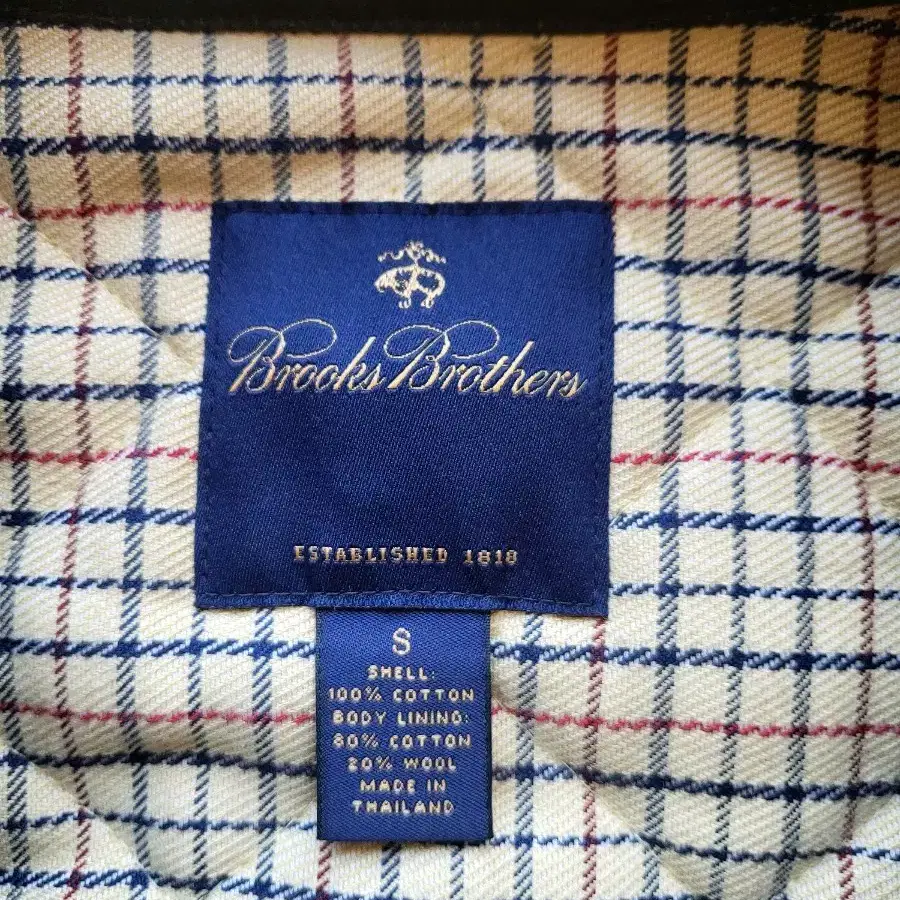 Brooks Brothers
ESTABLISHED 1818
S
SHELL:
100% COTTON
BODY LINING:
80% COTTON
20% WOOL
MADE IN
THAILAND